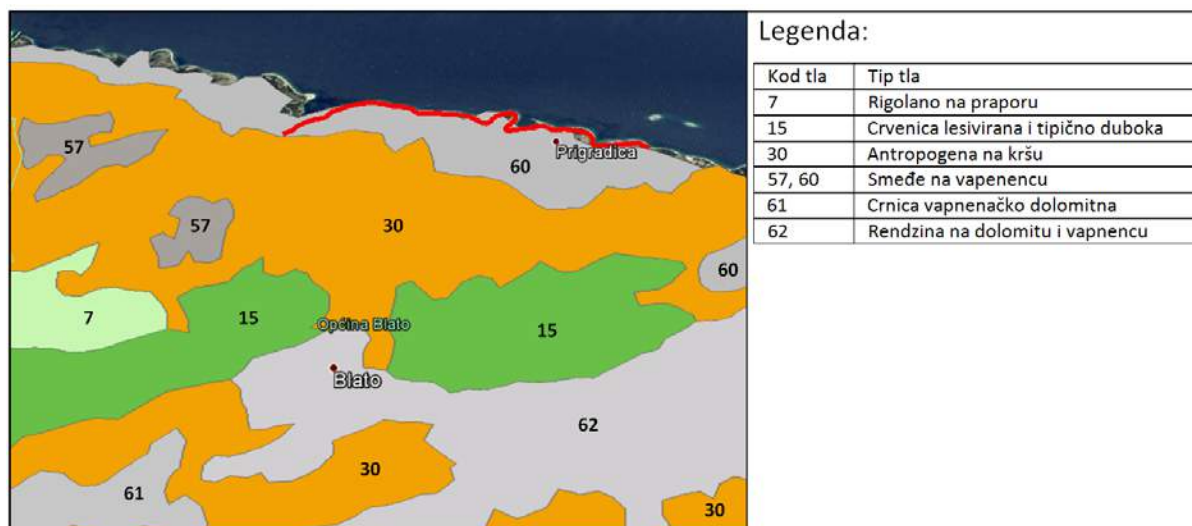 Legenda:
Kod tla Tip tla
7 Rigolano na praporu
15 Crvenica lesivirana i tipično duboka
30 Antropogena na kršu
57, 60 Smeđe na vapenencu
61 Crnica vapnenačko dolomitna
62 Rendzina na dolomitu i vapnencu
57
60
Prigradica
57
30
60
7
15
Općina Blato
15
Blato
62
30
61
30